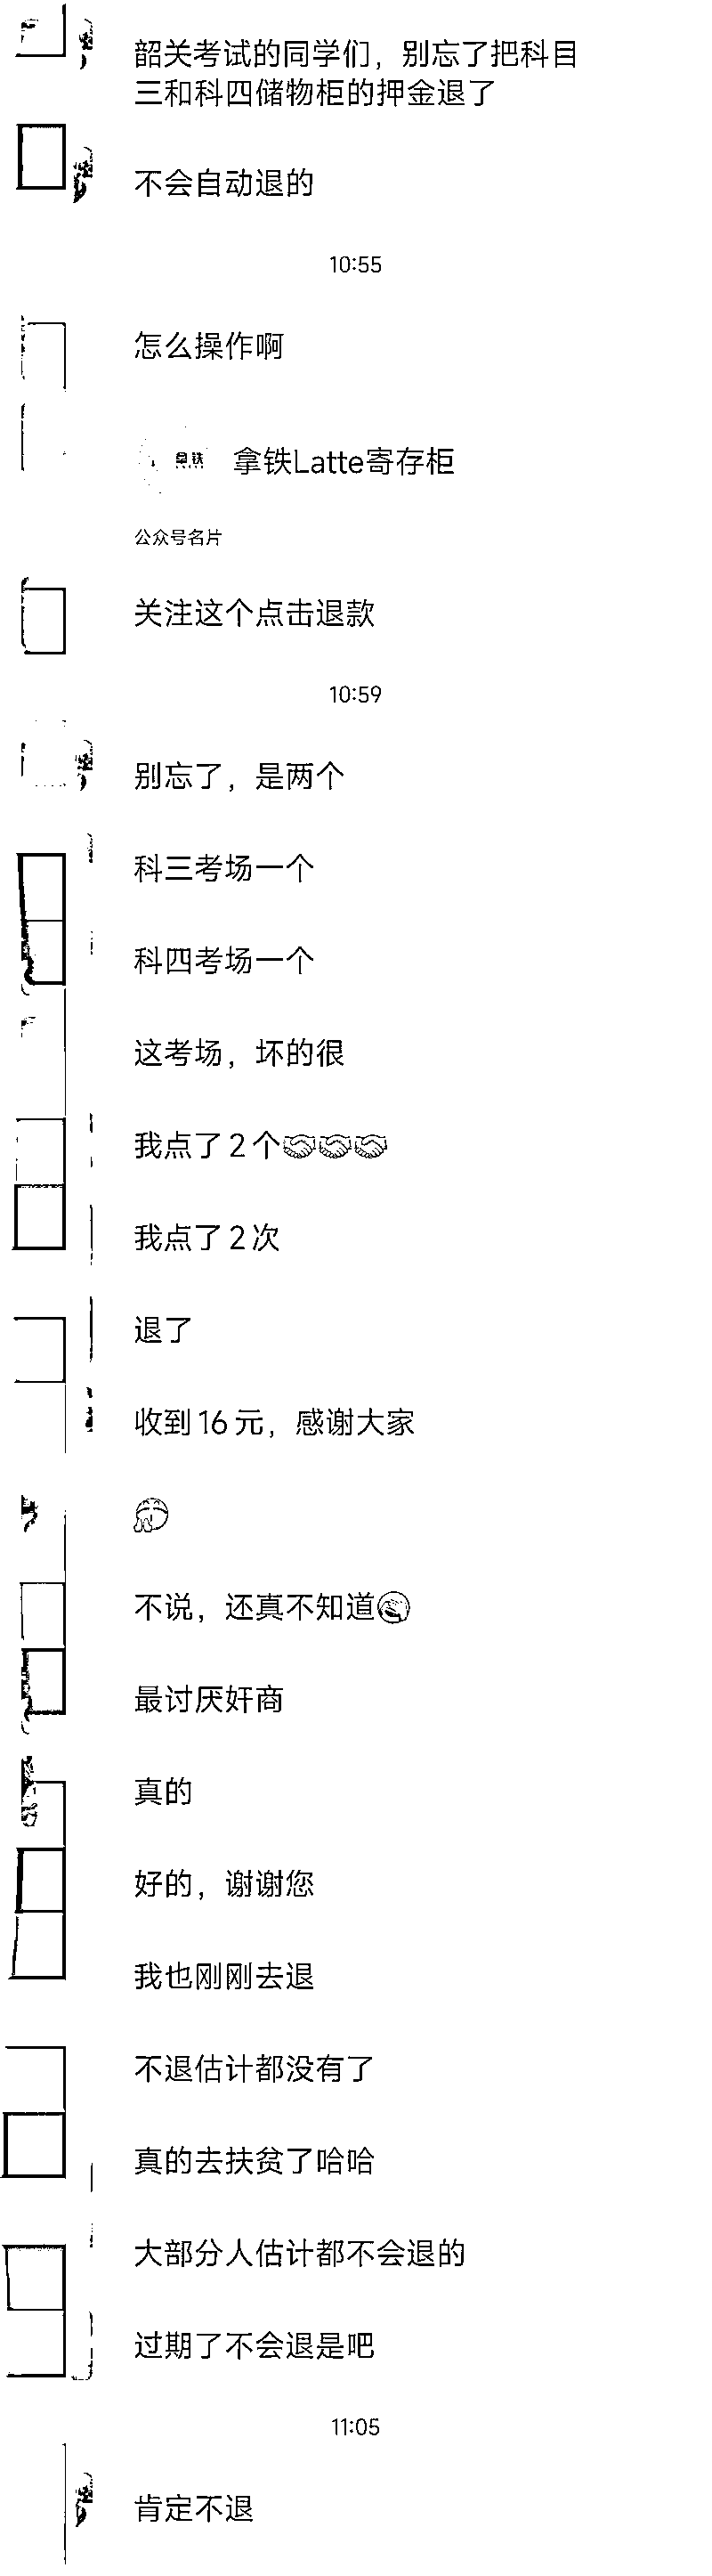 韶关考试的同学们，别忘了把科目
三和科四储物柜的押金退了
不会自动退的
10:55
怎么操作啊
拿铁
拿铁Latte寄存柜
公众号名片
关注这个点击退款
10:59
别忘了，是两个
科三考场一个
科四考场一个
这考场，坏的很
我点了2个🤝🤝🤝
我点了2次
退了
收到16元，感谢大家
不说，还真不知道
最讨厌奸商
真的
好的，谢谢您
我也刚刚去退
不退估计都没有了
真的去扶贫了哈哈
大部分人估计都不会退的
过期了不会退是吧
11:05
肯定不退